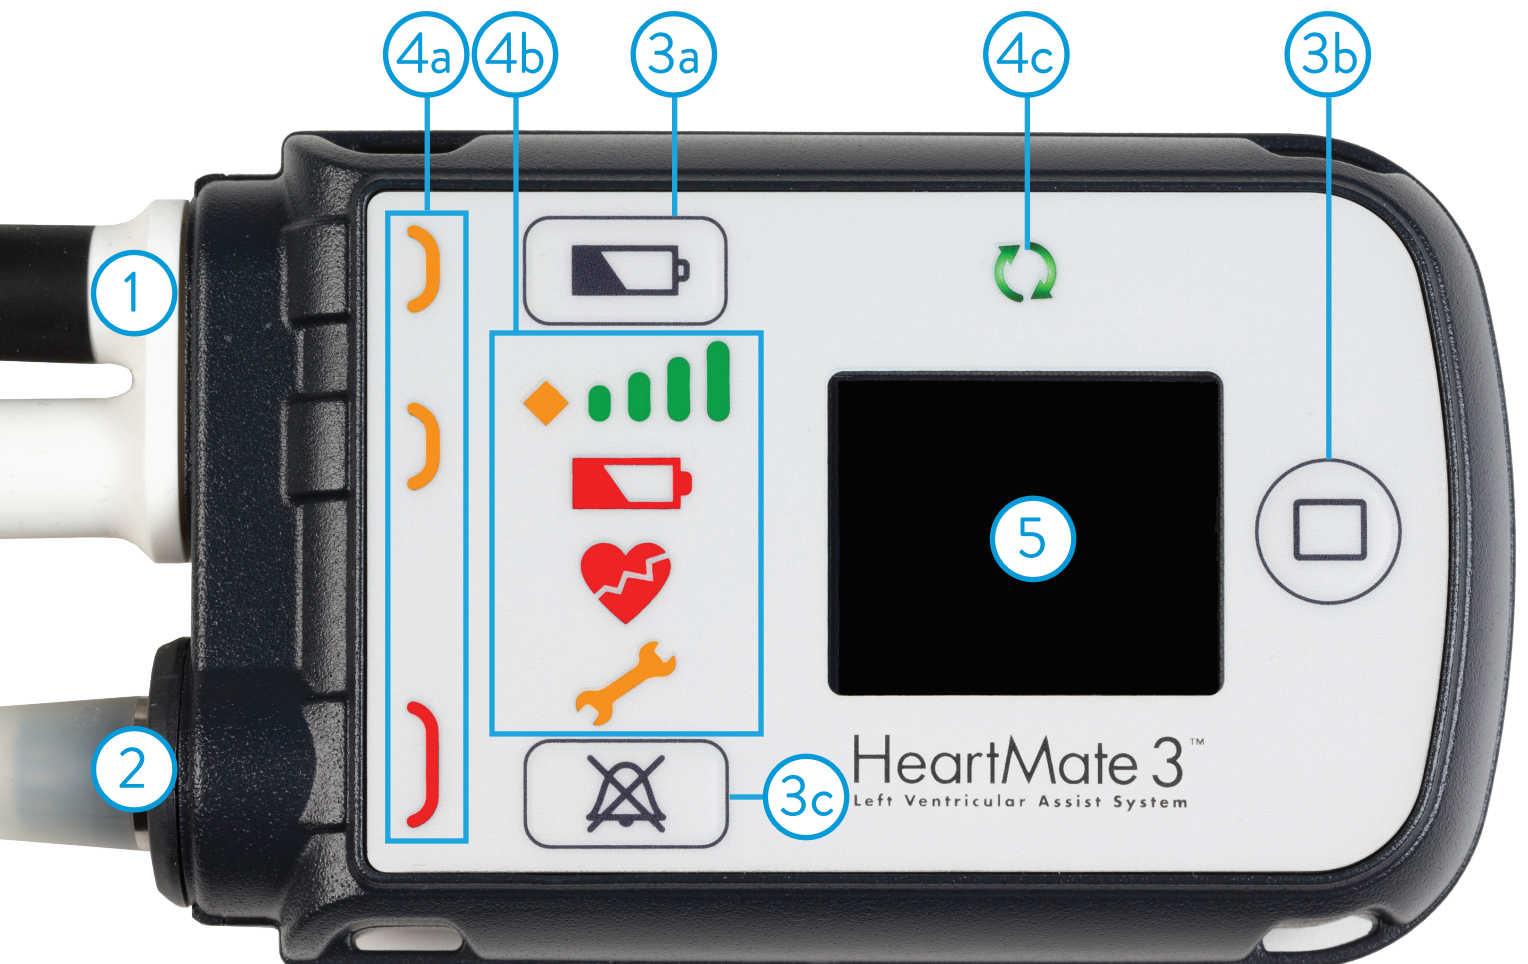 4a 4b 3a 4c 3b
1
5
2
3c
HeartMate 3™
Left Ventricular Assist System